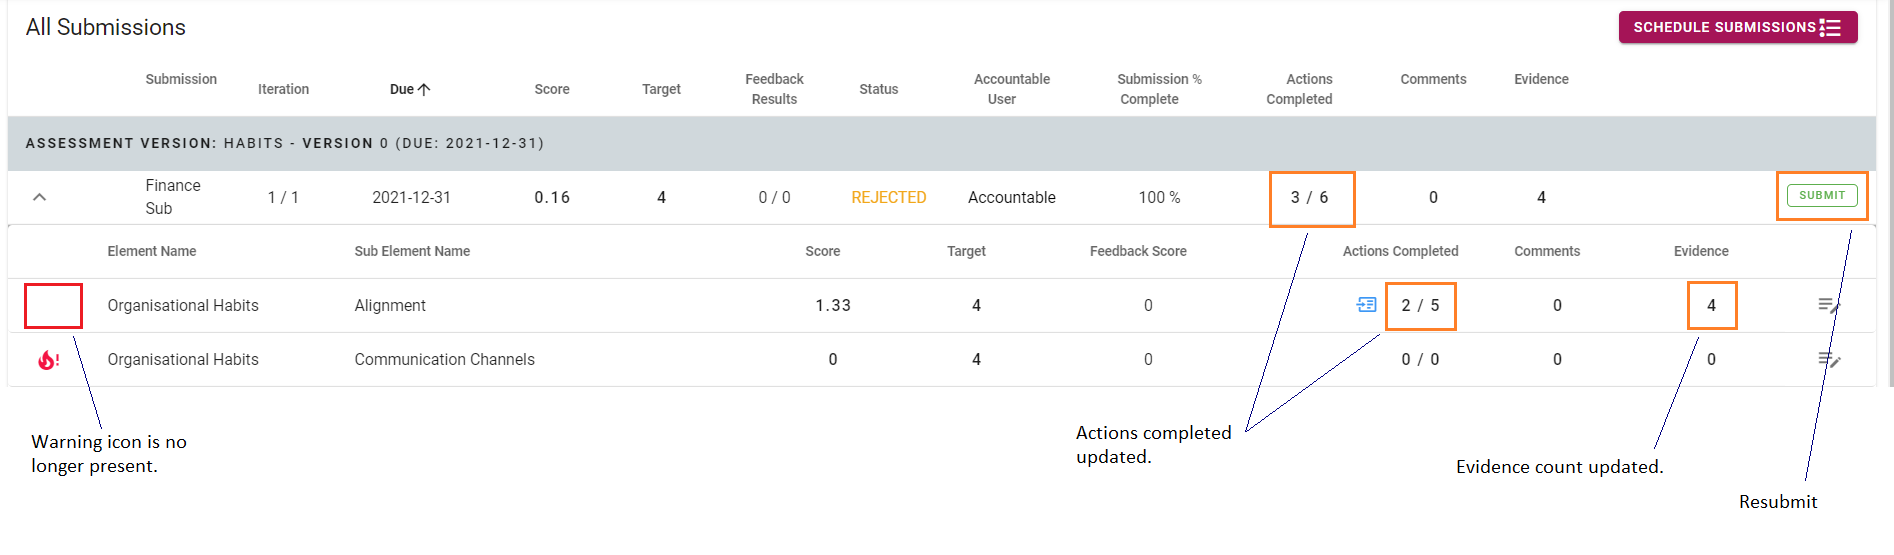 All Submissions
SCHEDULE SUBMISSIONS
Submission Iteration Due Score Target Feedback Results Status Accountable User Submission % Complete Actions Completed Comments Evidence
ASSESSMENT VERSION: HABITS - VERSION 0 (DUE: 2021-12-31)
Finance Sub 1 / 1 2021-12-31 0.16 4 0 / 0 REJECTED Accountable 100 % 3 / 6 0 4 SUBMIT
Element Name Sub Element Name Score Target Feedback Score Actions Completed Comments Evidence
Organisational Habits Alignment 1.33 4 0 2 / 5 0 4
Organisational Habits Communication Channels 0 4 0 0 / 0 0 0
Warning icon is no
longer present.
Actions completed
updated.
Evidence count updated.
Resubmit